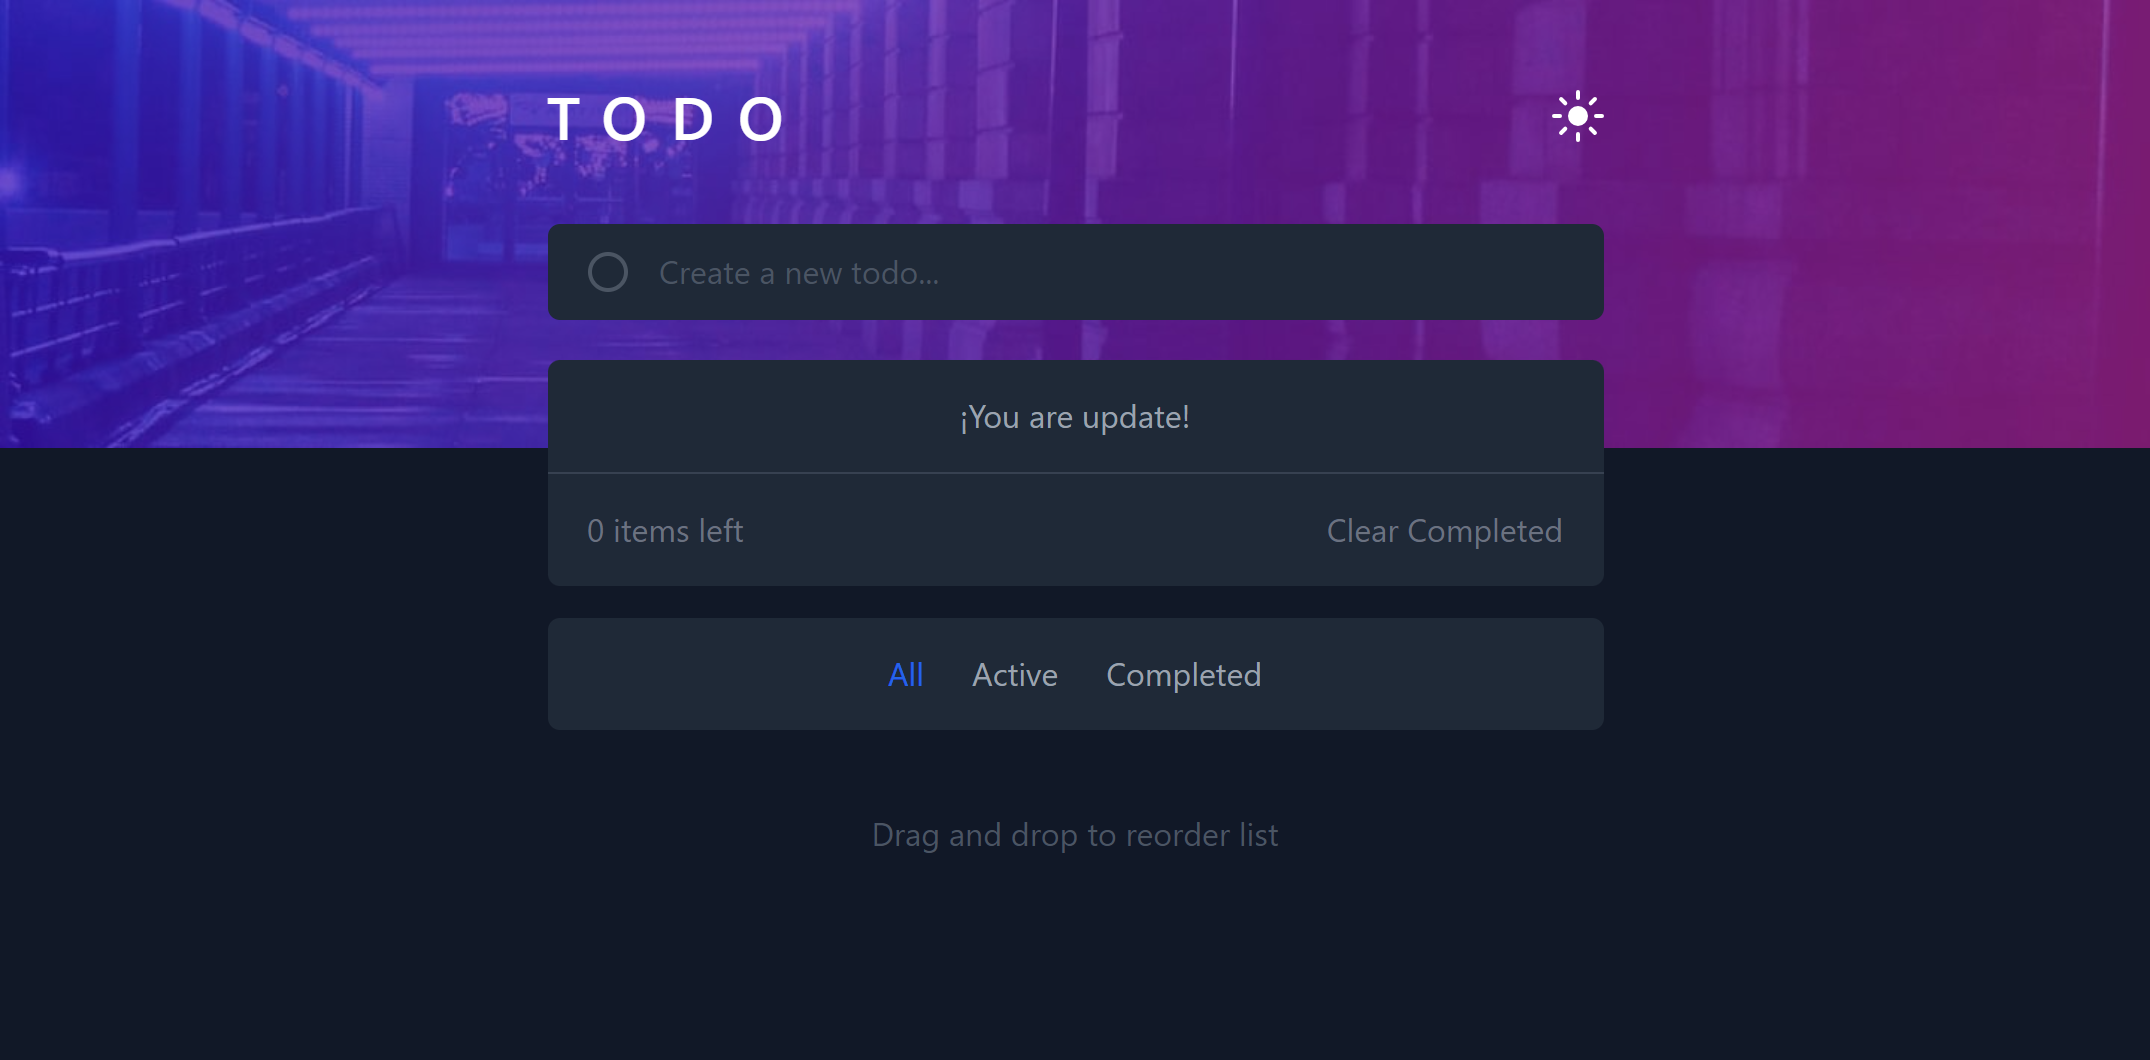 TODO
Create a new todo...
¡You are update!
0 items left
Clear Completed
All
Active
Completed
Drag and drop to reorder list